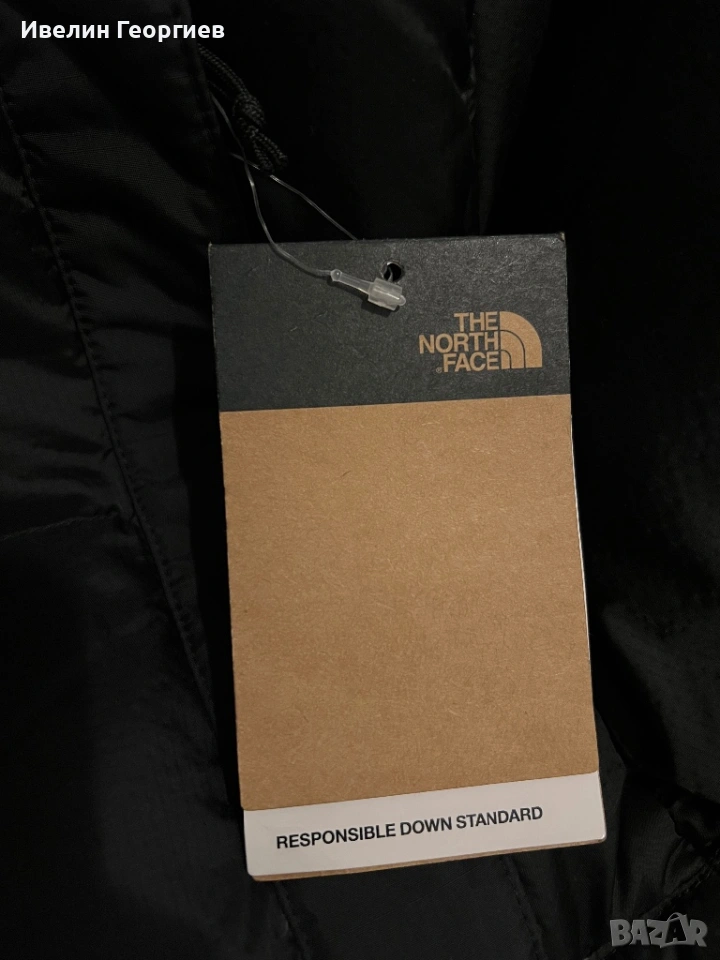 Ивелин Георгиев
THE
NORTH
FACE
RESPONSIBLE DOWN STANDARD
BAZAR